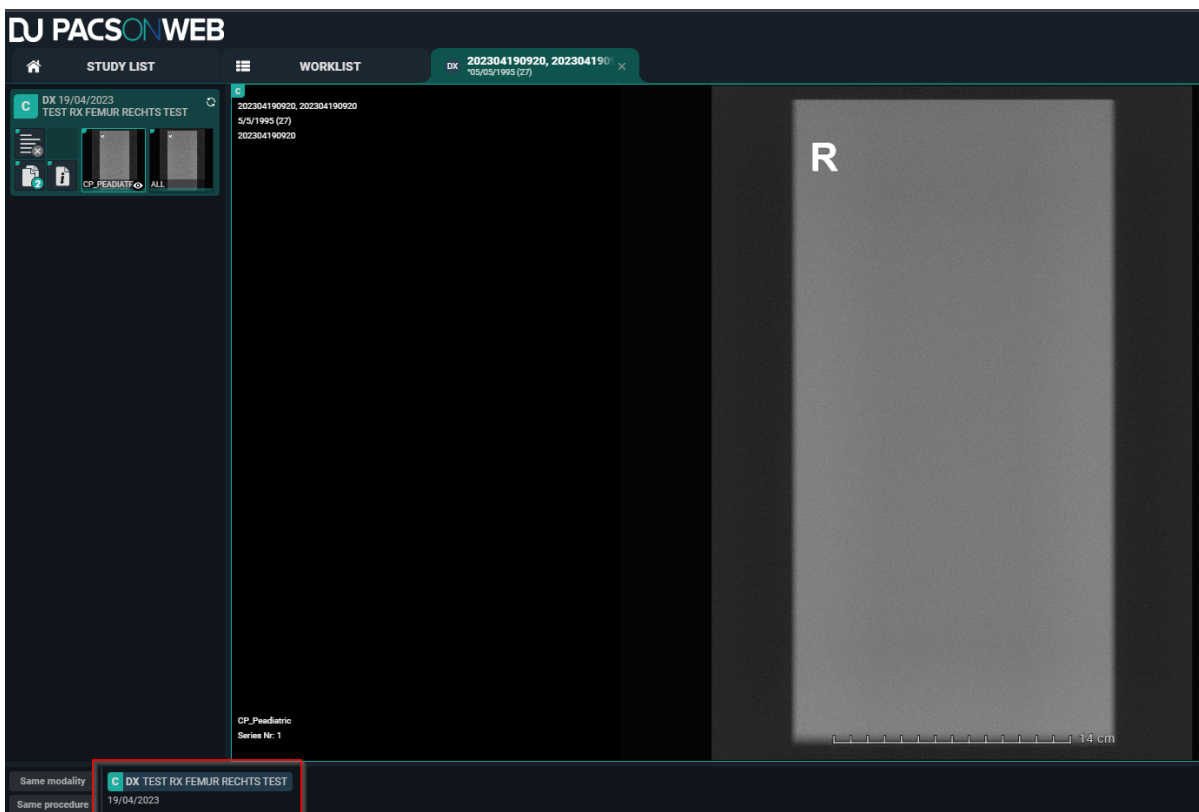 DJ PACSONWEB
STUDY LIST
WORKLIST
DX 202304190920, 20230419
*05/05/1995 (27)
C DX 19/04/2023
TEST RX FEMUR RECHTS TEST
2
i
CP_PEADIATR
ALL
C
202304190920, 202304190920
5/5/1995 (27)
202304190920
R
14 cm
CP_Peadiatric
Series Nr: 1
Same modality
Same procedure
C DX TEST RX FEMUR RECHTS TEST
19/04/2023